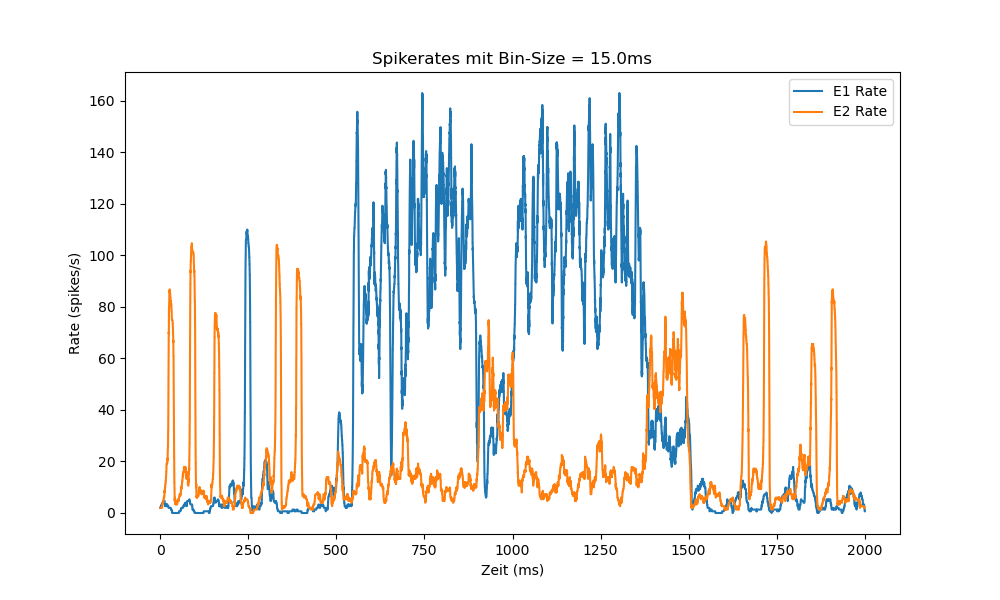 Spikerates mit Bin-Size = 15.0ms
E1 Rate
E2 Rate
160
140
120
100
80
60
40
20
0
Rate (spikes/s)
0 250 500 750 1000 1250 1500 1750 2000
Zeit (ms)